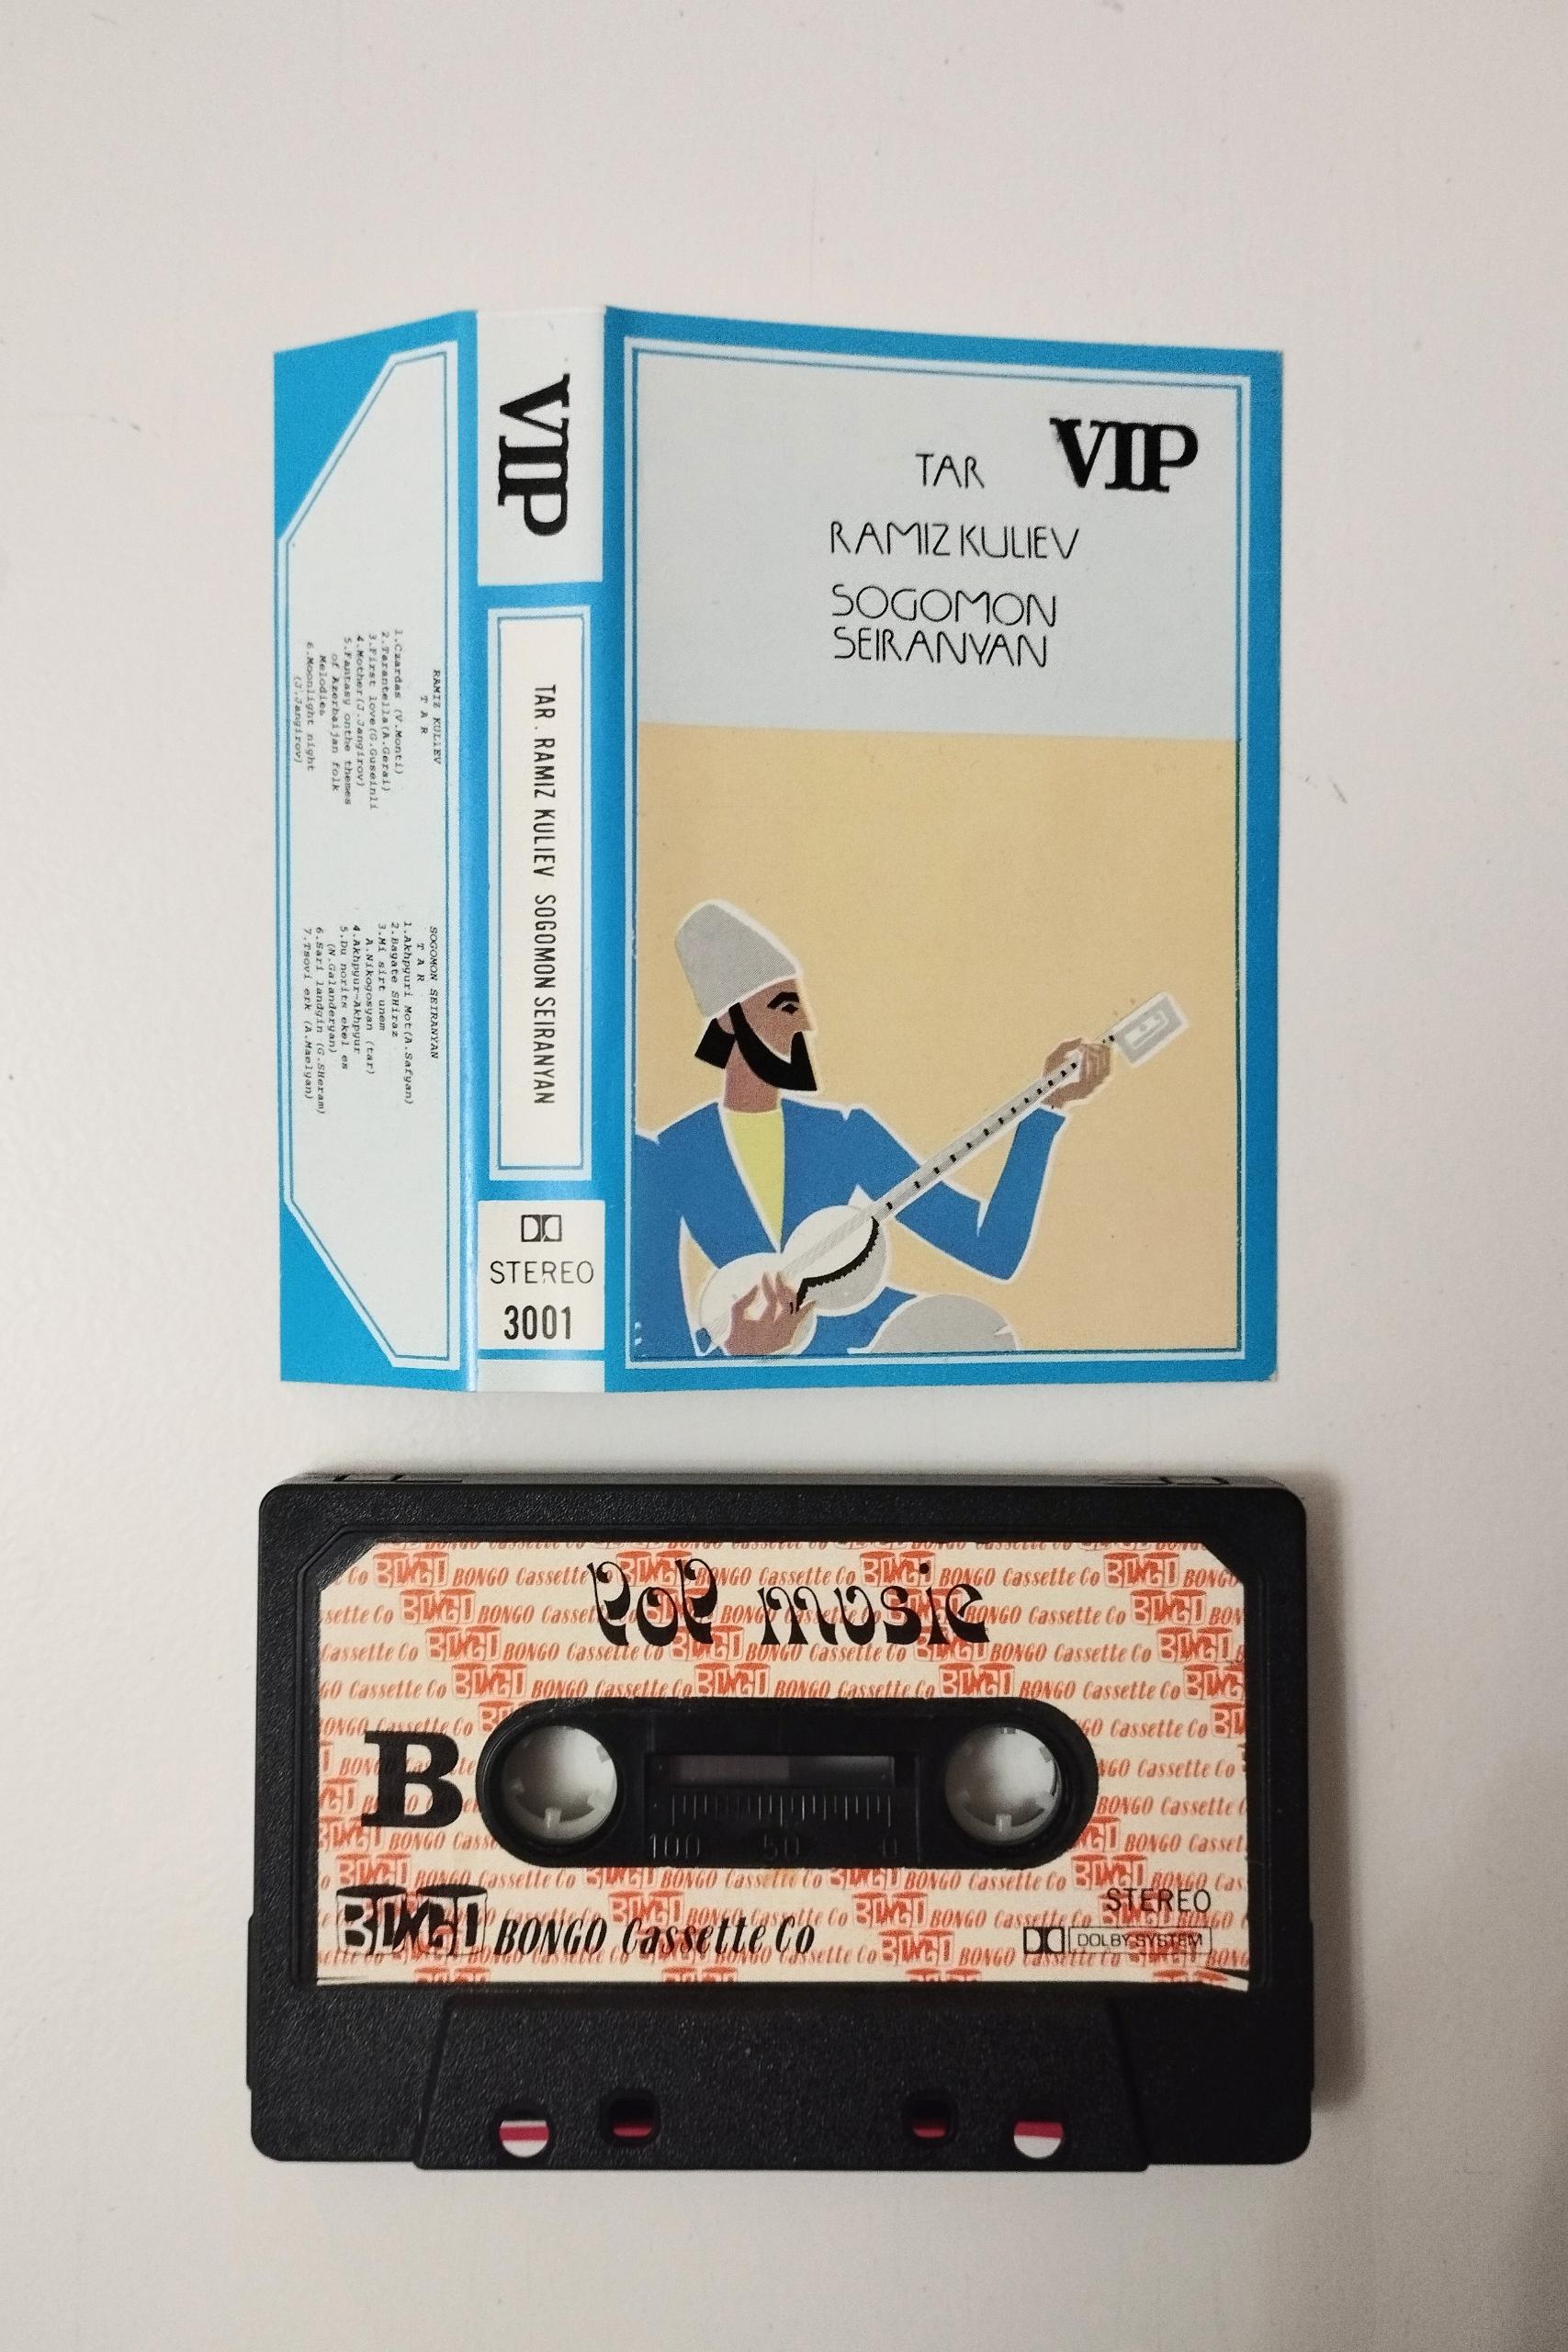 VIP
TAR
RAMIZ KULIEV
SOGOMON
SEIRANYAN
VIP
TAR . RAMIZ KULIEV SOGOMON SEIRANYAN
STEREO
3001
RAMIZ KULIEV
T A R
1.Czardas (V.Monti)
2.Tarantella(A.Gerai)
3.First love(G.Guseinli
4.Mother(J.Jangirov)
5.Fantasy onthe themes
of Azerbaijan folk
Melodies
6.Moonlight night
(J.Jangirov)
SOGOMON SEIRANYAN
T A R
1.Akhpyuri Mot(A.Safyan)
2.Bayate SHiraz
3.Mi sirt unem
A.Nikogosyan (tar)
4.Akhpyur-Akhpyur
5.Du norits ekel es
(N.Galanderyan)
6.Sari landgin (G.SHeram)
7.Tsovi erk (A.Maelyan)
PoP music
B
100 50 0
BONGO BONGO Cassette Co
STEREO
DOLBY SYSTEM